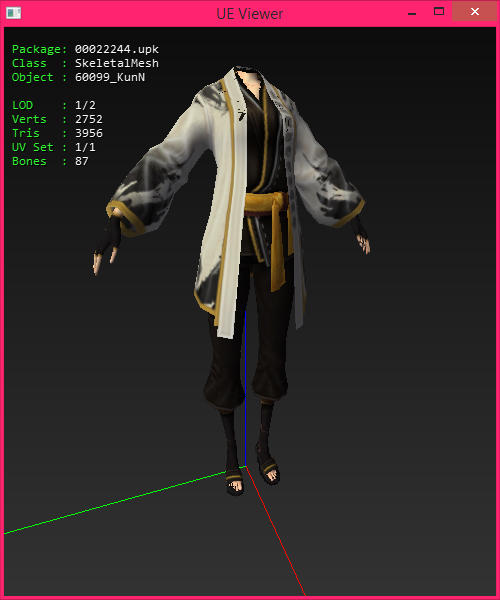 UE Viewer
Package: 00022244.upk
Class : SkeletalMesh
Object : 60099_KunN
LOD : 1/2
Verts : 2752
Tris : 3956
UV Set : 1/1
Bones : 87